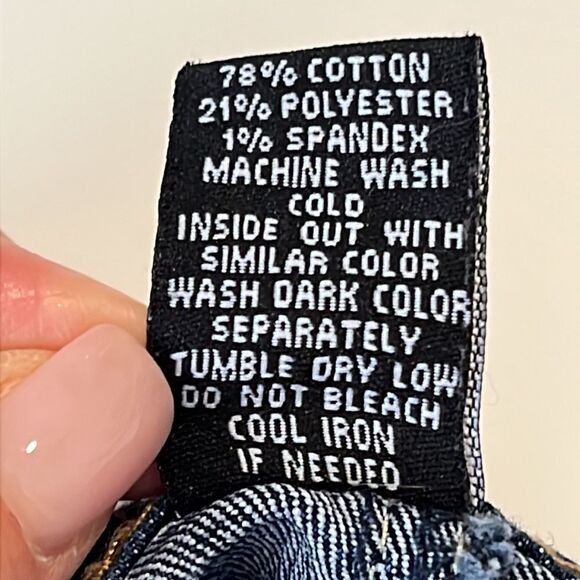 78% COTTON
21% POLYESTER
1% SPANDEX
MACHINE WASH
COLD
INSIDE OUT WITH
SIMILAR COLOR
WASH DARK COLOR
SEPARATELY
TUMBLE DRY LOW
DO NOT BLEACH
COOL IRON
IF NEEDED